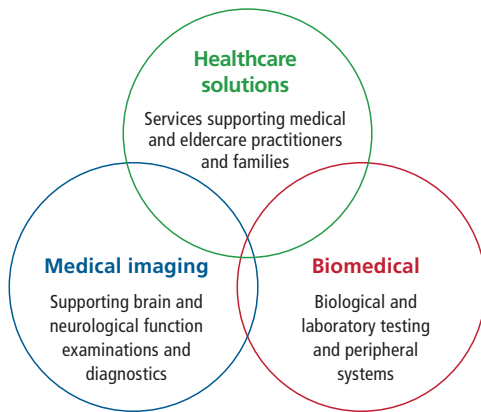 Healthcare
solutions
Services supporting medical
and eldercare practitioners
and families
Medical imaging
Supporting brain and
neurological function
examinations and
diagnostics
Biomedical
Biological and
laboratory testing
and peripheral
systems